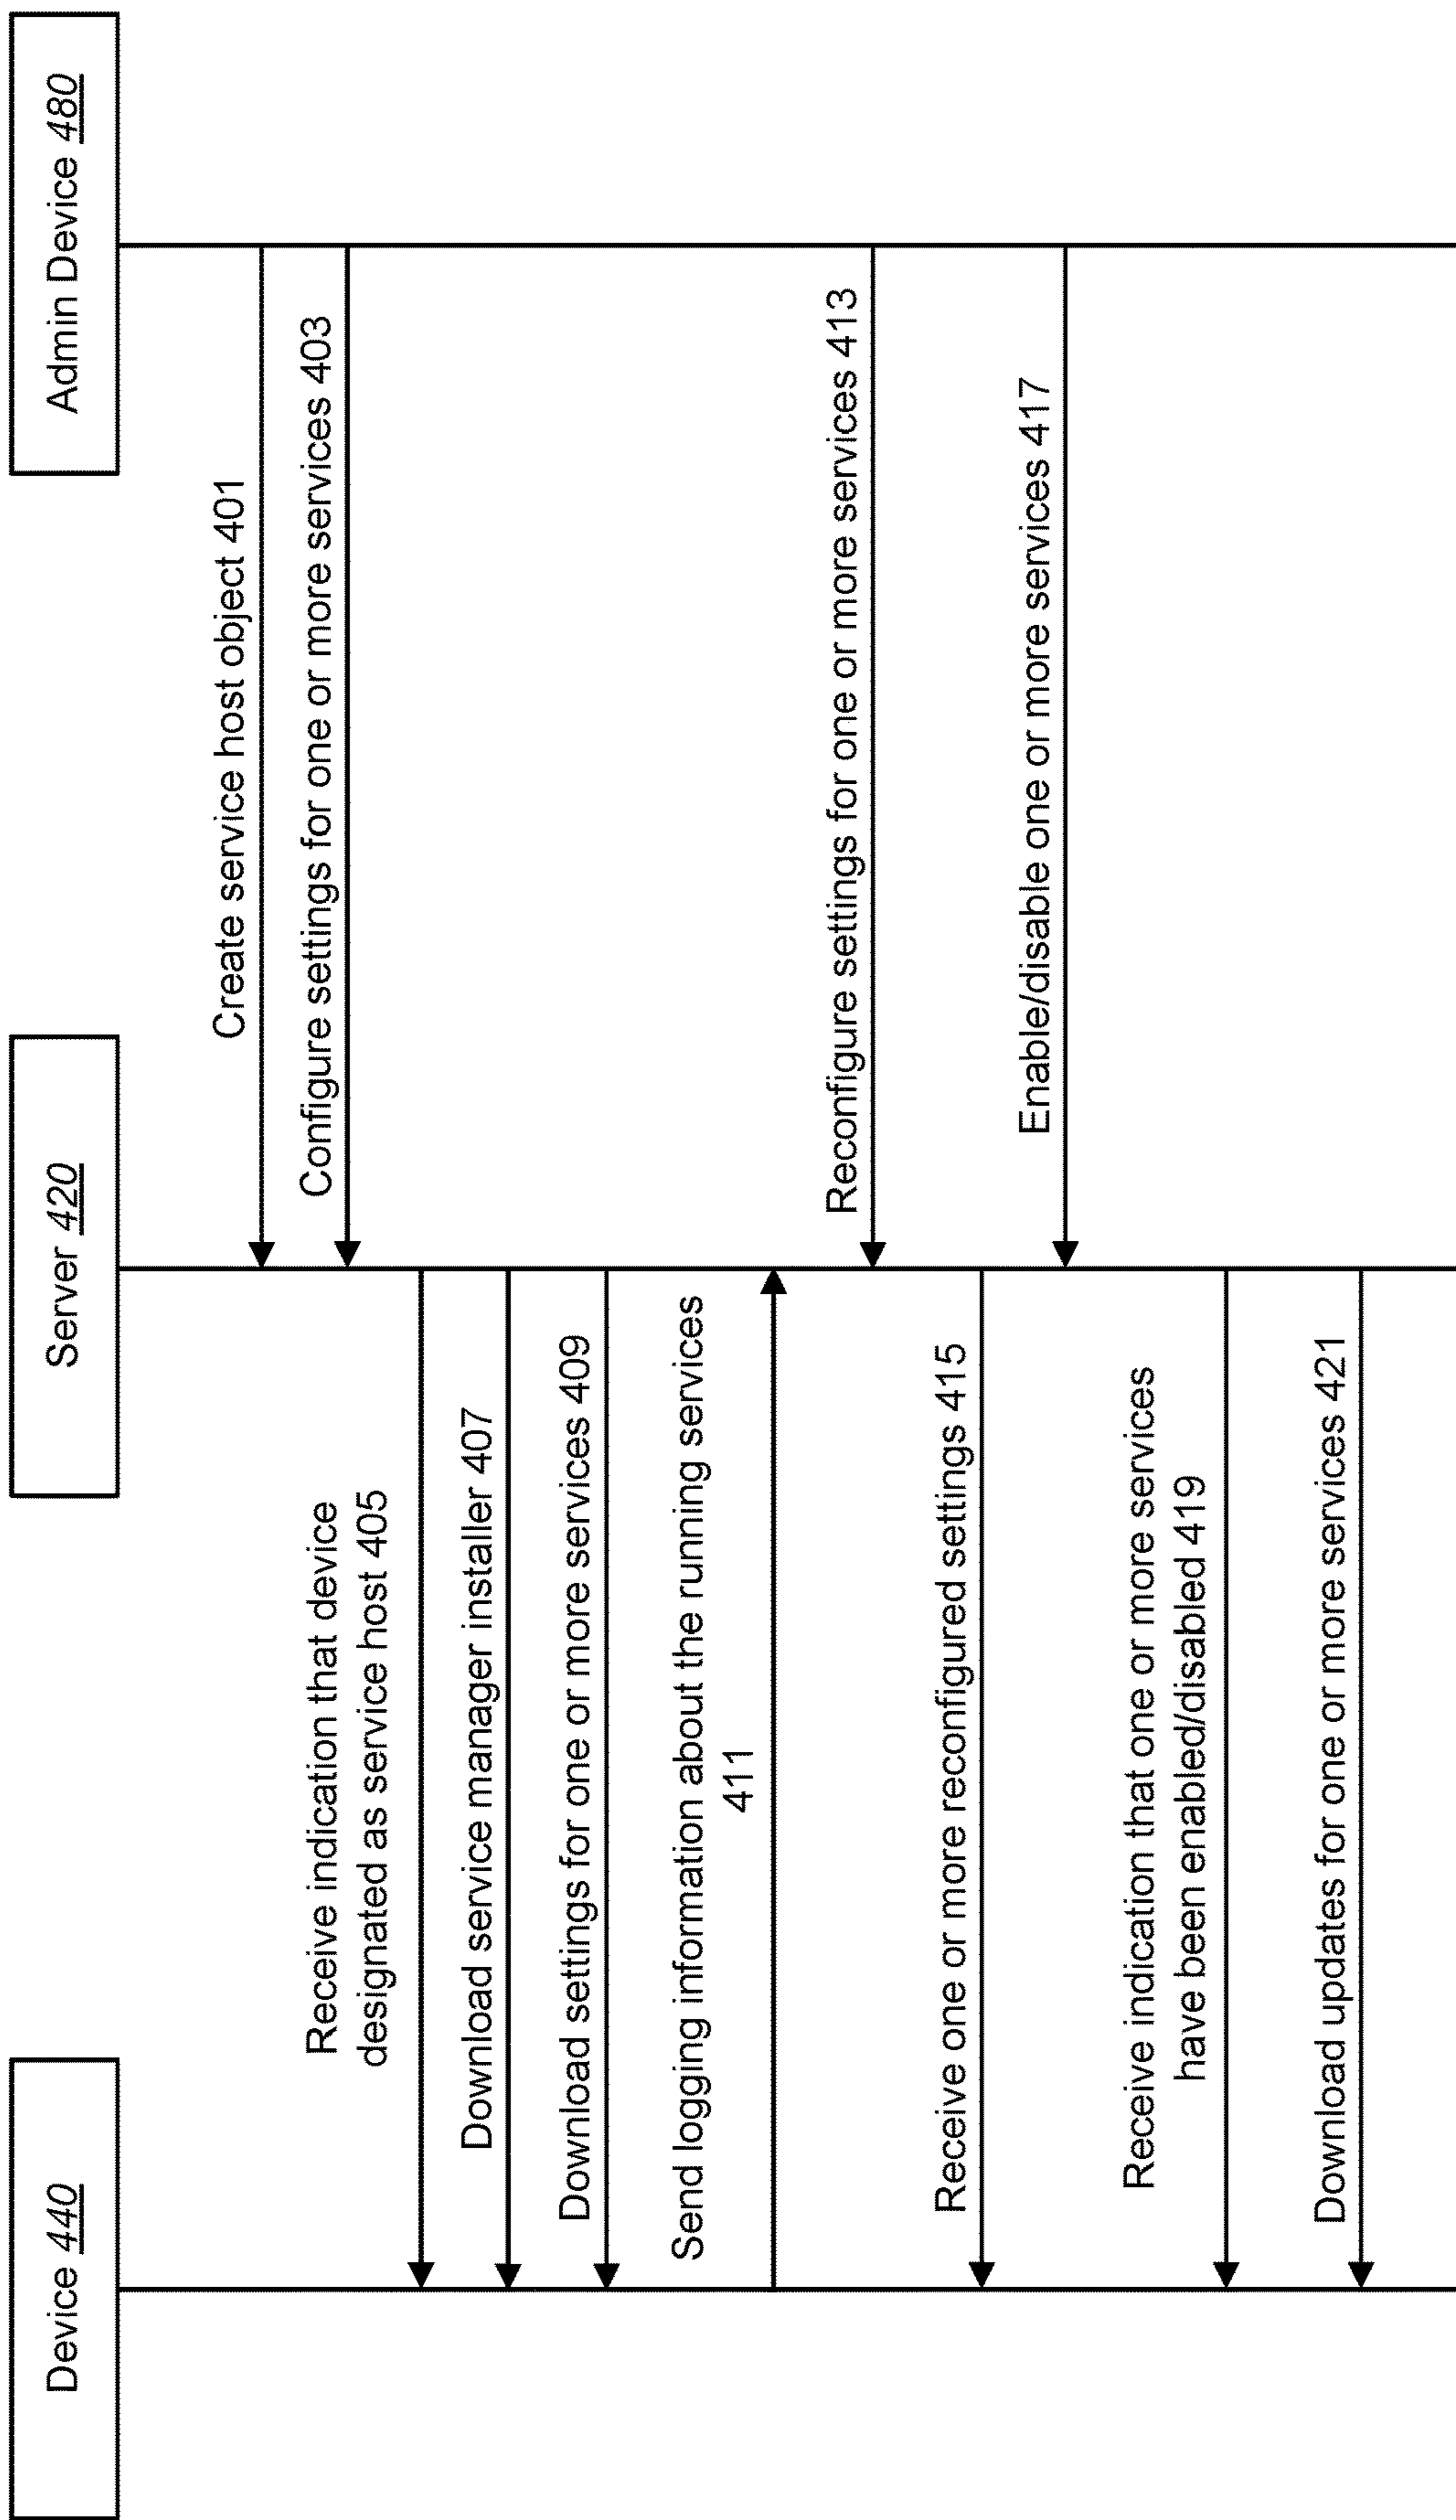 Device 440
Server 420
Admin Device 480
Create service host object 401
Configure settings for one or more services 403
Receive indication that device
designated as service host 405
Download service manager installer 407
Download settings for one or more services 409
Send logging information about the running services
411
Reconfigure settings for one or more services 413
Receive one or more reconfigured settings 415
Enable/disable one or more services 417
Receive indication that one or more services
have been enabled/disabled 419
Download updates for one or more services 421